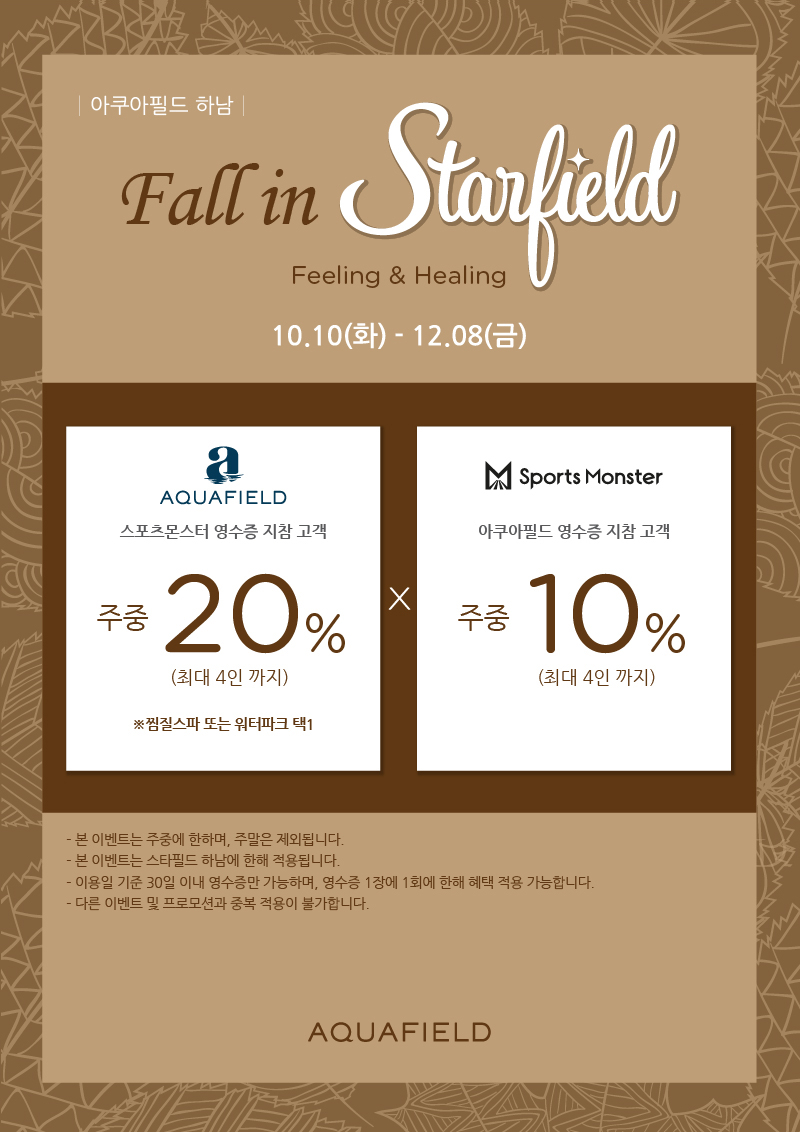 아쿠아필드 하남
Fall in Starfield
Feeling & Healing
10.10(화) - 12.08(금)
AQUAFIELD
스포츠몬스터 영수증 지참 고객
주중 20%
(최대 4인 까지)
※찜질스파 또는 워터파크 택1
X
Sports Monster
아쿠아필드 영수증 지참 고객
주중 10%
(최대 4인 까지)
- 본 이벤트는 주중에 한하며, 주말은 제외됩니다.
- 본 이벤트는 스타필드 하남에 한해 적용됩니다.
- 이용일 기준 30일 이내 영수증만 가능하며, 영수증 1장에 1회에 한해 혜택 적용 가능합니다.
- 다른 이벤트 및 프로모션과 중복 적용이 불가합니다.
AQUAFIELD